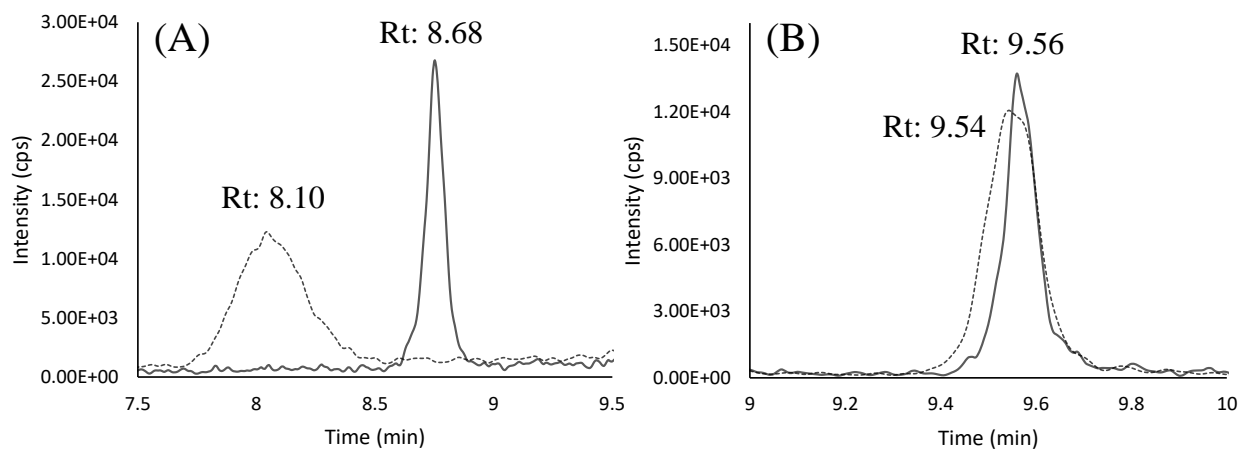 (A)
Rt: 8.68
Rt: 8.10
Intensity (cps)
3.00E+04
2.50E+04
2.00E+04
1.50E+04
1.00E+04
5.00E+03
0.00E+00
7.5 8 8.5 9 9.5
Time (min)
(B)
Rt: 9.56
Rt: 9.54
Intensity (cps)
1.50E+04
1.20E+04
9.00E+03
6.00E+03
3.00E+03
0.00E+00
9 9.2 9.4 9.6 9.8 10
Time (min)